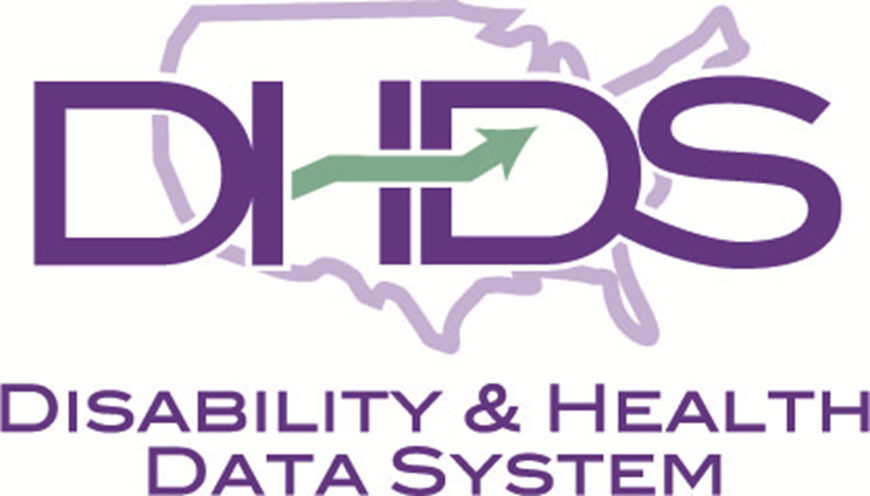 DHDS
DISABILITY & HEALTH
DATA SYSTEM